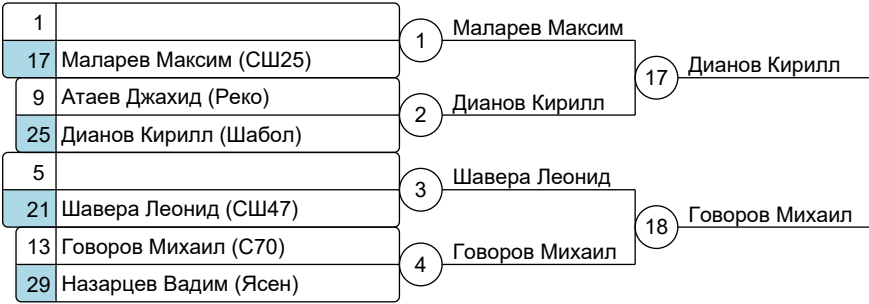 1
1 Маларев Максим
17 Маларев Максим (СШ25)
17 Дианов Кирилл
9 Атаев Джахид (Реко)
2 Дианов Кирилл
25 Дианов Кирилл (Шабол)
5
3 Шавера Леонид
21 Шавера Леонид (СШ47)
18 Говоров Михаил
13 Говоров Михаил (С70)
4 Говоров Михаил
29 Назарцев Вадим (Ясен)